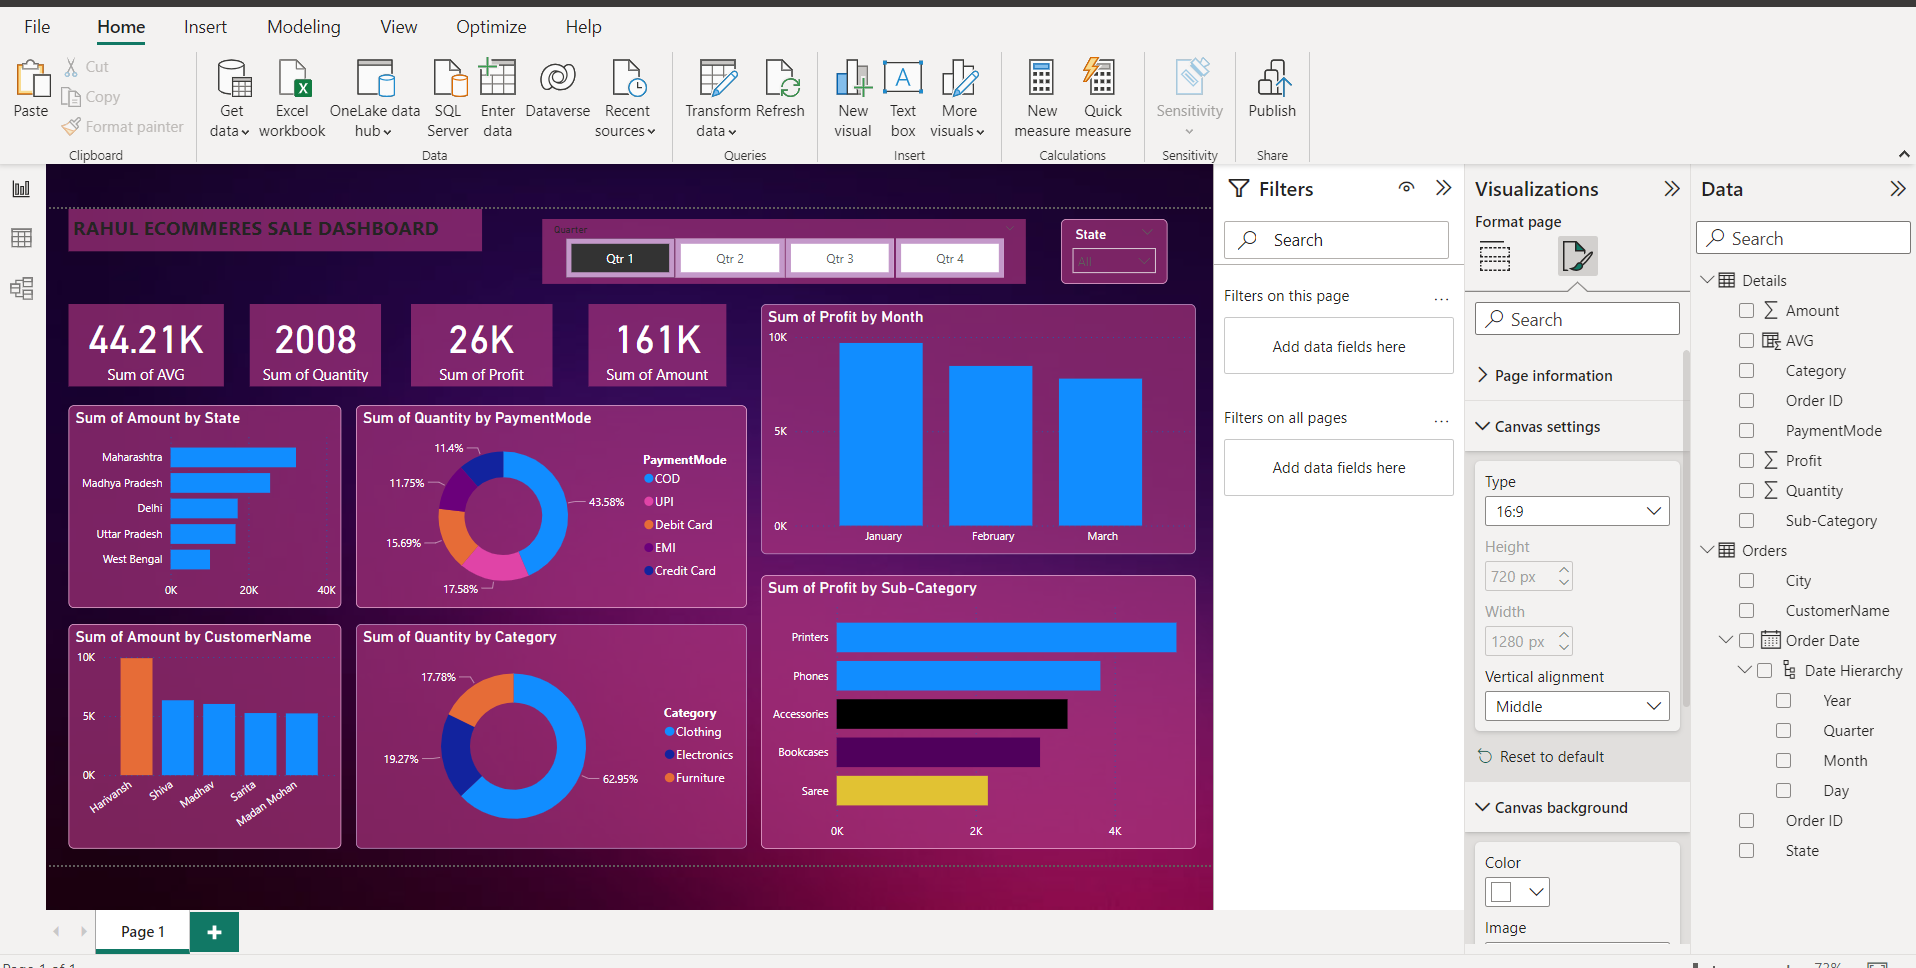 File Home Insert Modeling View Optimize Help
Paste
Cut
Copy
Format painter
Clipboard
Get data
Excel workbook
OneLake data hub
SQL Server
Enter data
Dataverse
Recent sources
Data
Transform data
Refresh
Queries
New visual
Text box
More visuals
Insert
New measure
Quick measure
Calculations
Sensitivity
Sensitivity
Publish
Share
RAHUL ECOMMERES SALE DASHBOARD
Quarter
Qtr 1 Qtr 2 Qtr 3 Qtr 4
State
All
44.21K
Sum of AVG
2008
Sum of Quantity
26K
Sum of Profit
161K
Sum of Amount
Sum of Amount by State
Maharashtra
Madhya Pradesh
Delhi
Uttar Pradesh
West Bengal
0K 20K 40K
Sum of Quantity by PaymentMode
11.4%
11.75%
15.69%
17.58%
43.58%
PaymentMode
COD
UPI
Debit Card
EMI
Credit Card
Sum of Profit by Month
10K
5K
0K
January February March
Sum of Amount by CustomerName
10K
5K
0K
Harivansh Shiva Madhav Sarita Madan Mohan
Sum of Quantity by Category
17.78%
19.27%
62.95%
Category
Clothing
Electronics
Furniture
Sum of Profit by Sub-Category
Printers
Phones
Accessories
Bookcases
Saree
0K 2K 4K
Page 1
Page 1 of 1
Filters
Search
Filters on this page
Add data fields here
Filters on all pages
Add data fields here
Visualizations
Format page
Search
Page information
Canvas settings
Type
16:9
Height
720 px
Width
1280 px
Vertical alignment
Middle
Reset to default
Canvas background
Color
Image
Data
Search
Details
Amount
AVG
Category
Order ID
PaymentMode
Profit
Quantity
Sub-Category
Orders
City
CustomerName
Order Date
Date Hierarchy
Year
Quarter
Month
Day
Order ID
State
73%